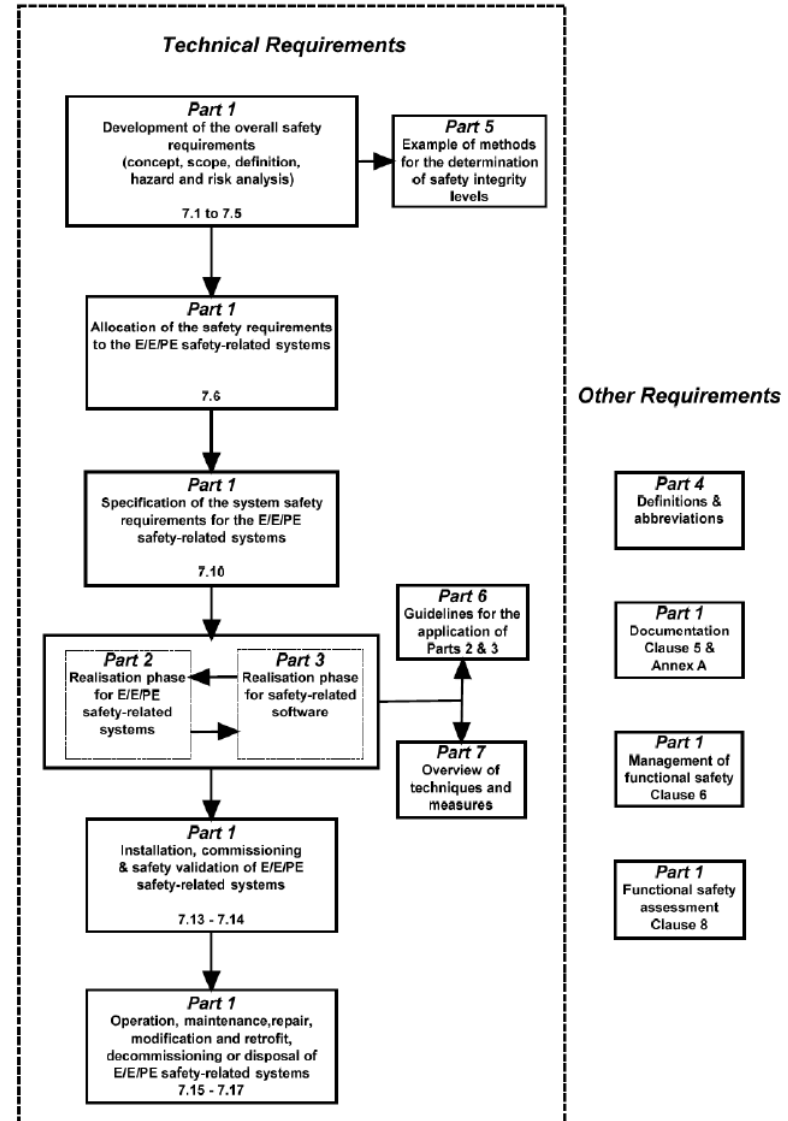 Technical Requirements
Part 1
Development of the overall safety
requirements
(concept, scope, definition,
hazard and risk analysis)
7.1 to 7.5
Part 5
Example of methods
for the determination
of safety integrity
levels
Part 1
Allocation of the safety requirements
to the E/E/PE safety-related systems
7.6
Part 1
Specification of the system safety
requirements for the E/E/PE
safety-related systems
7.10
Part 2
Realisation phase
for E/E/PE
safety-related
systems
Part 3
Realisation phase
for safety-related
software
Part 6
Guidelines for the
application of
Parts 2 & 3
Part 7
Overview of
techniques and
measures
Part 1
Installation, commissioning
& safety validation of E/E/PE
safety-related systems
7.13 - 7.14
Part 1
Operation, maintenance,repair,
modification and retrofit,
decommissioning or disposal of
E/E/PE safety-related systems
7.15 - 7.17
Other Requirements
Part 4
Definitions &
abbreviations
Part 1
Documentation
Clause 5 &
Annex A
Part 1
Management of
functional safety
Clause 6
Part 1
Functional safety
assessment
Clause 8